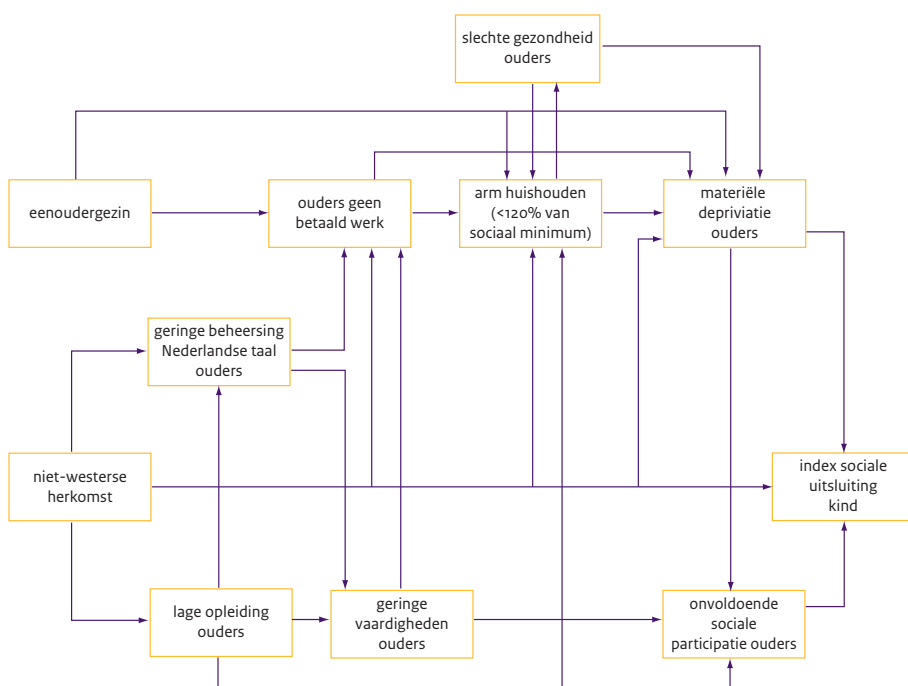 slechte gezondheid
ouders
eenoudergezin
ouders geen
betaald werk
arm huishouden
(<120% van
sociaal minimum)
materiële
depriviatie
ouders
geringe beheersing
Nederlandse taal
ouders
niet-westerse
herkomst
index sociale
uitsluiting
kind
lage opleiding
ouders
geringe
vaardigheden
ouders
onvoldoende
sociale
participatie ouders